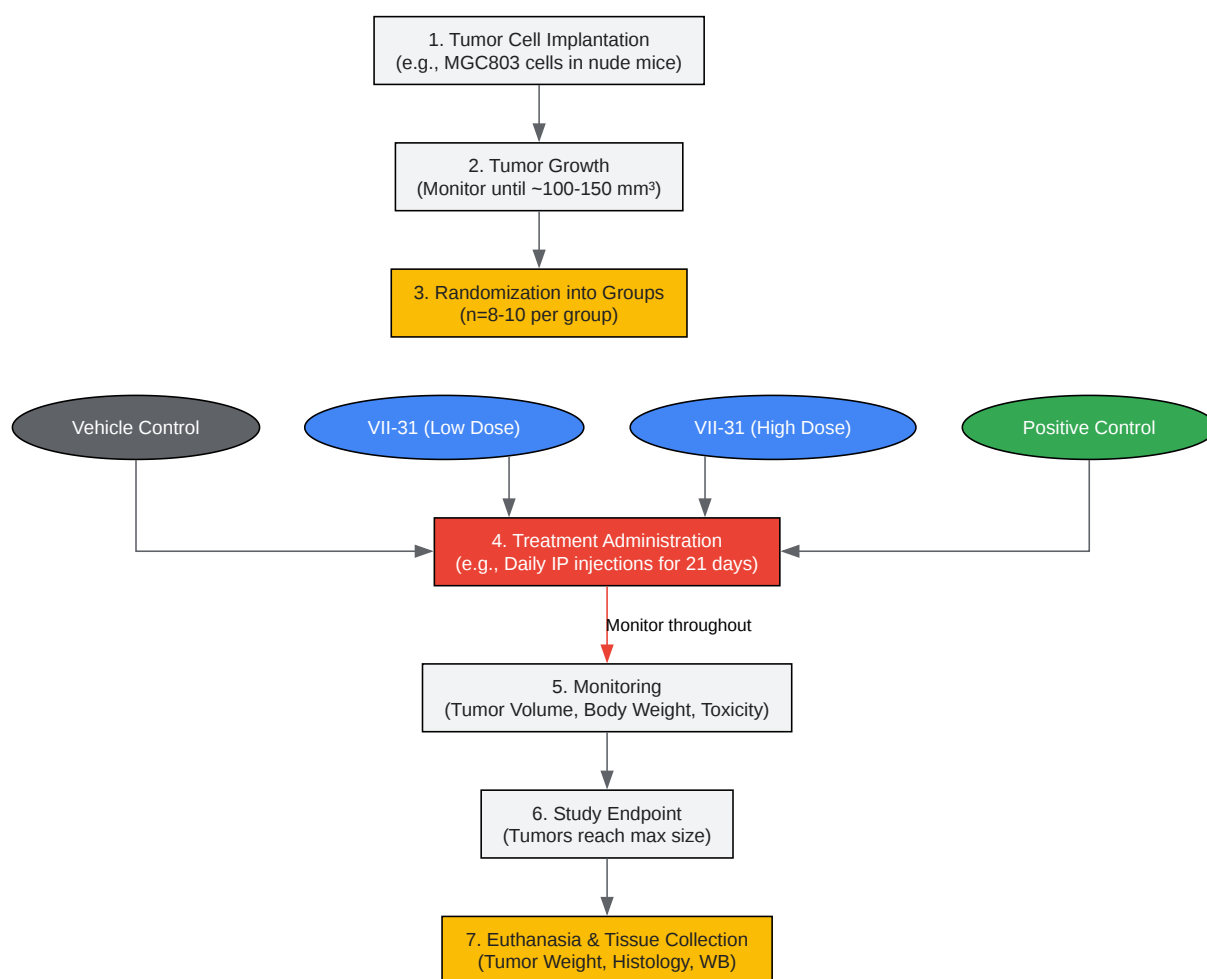 1. Tumor Cell Implantation
(e.g., MGC803 cells in nude mice)
2. Tumor Growth
(Monitor until ~100-150 mm³)
3. Randomization into Groups
(n=8-10 per group)
Vehicle Control
VII-31 (Low Dose)
VII-31 (High Dose)
Positive Control
4. Treatment Administration
(e.g., Daily IP injections for 21 days)
Monitor throughout
5. Monitoring
(Tumor Volume, Body Weight, Toxicity)
6. Study Endpoint
(Tumors reach max size)
7. Euthanasia & Tissue Collection
(Tumor Weight, Histology, WB)